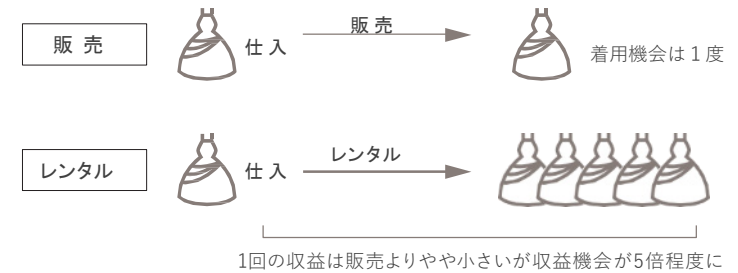 販売
仕入
販売
着用機会は1度
レンタル
仕入
レンタル
1回の収益は販売よりやや小さいが収益機会が5倍程度に